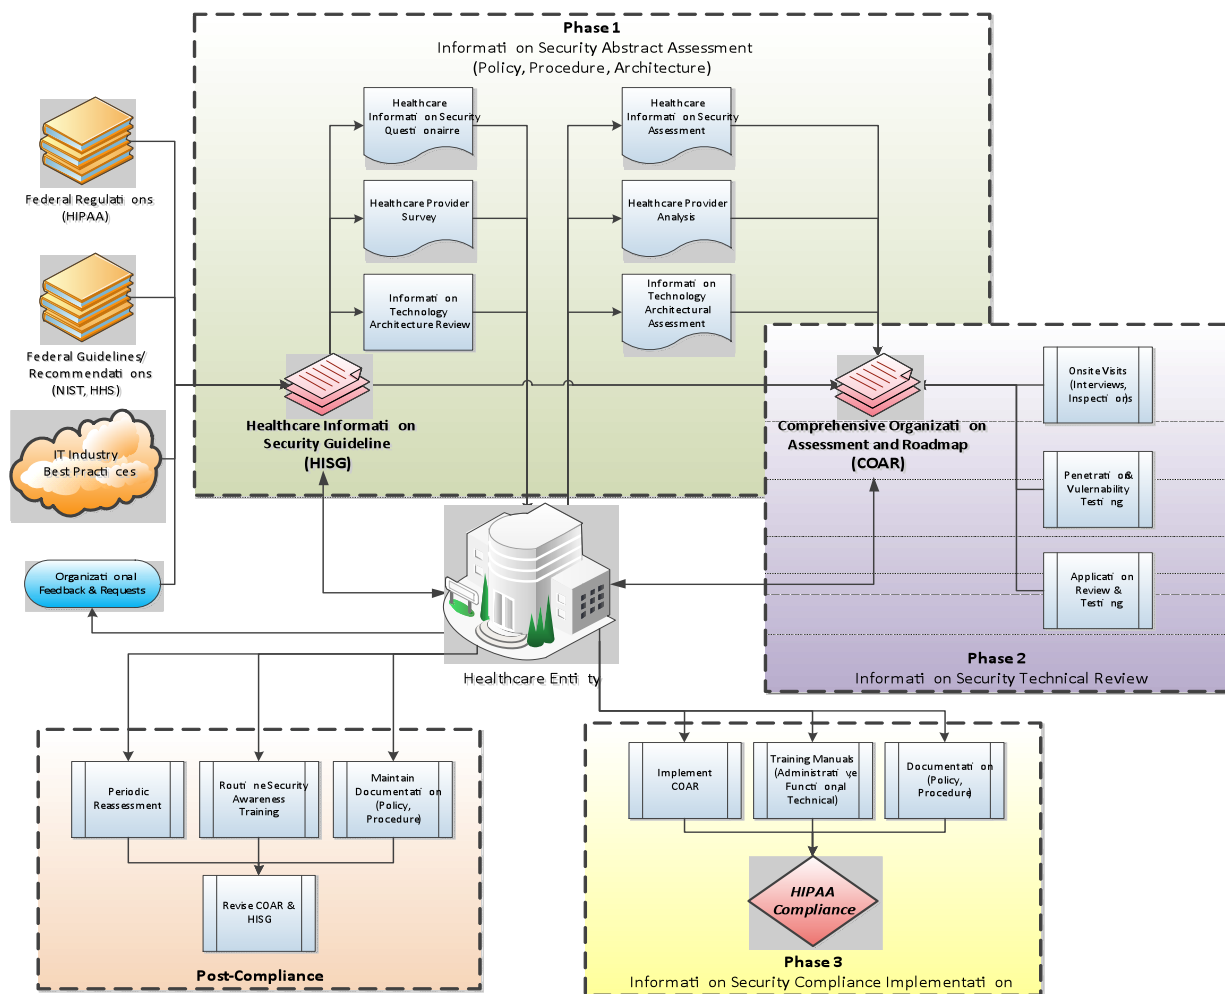 Phase 1
Information Security Abstract Assessment
(Policy, Procedure, Architecture)
Healthcare
Information Security
Questionairre
Healthcare
Information Security
Assessment
Federal Regulations
(HIPAA)
Healthcare Provider
Survey
Healthcare Provider
Analysis
Information
Technology
Architecture Review
Information
Technology
Architectural
Assessment
Federal Guidelines/
Recommendations
(NIST, HHS)
Onsite Visits
(Interviews,
Inspections)
Healthcare Information
Security Guideline
(HISG)
Comprehensive Organization
Assessment and Roadmap
(COAR)
IT Industry
Best Practices
Penetration &
Vulernability
Testing
Organizational
Feedback & Requests
Application
Review &
Testing
Healthcare Entity
Phase 2
Information Security Technical Review
Periodic
Reassessment
Routine Security
Awareness
Training
Maintain
Documentation
(Policy,
Procedure)
Revise COAR &
HISG
Post-Compliance
Implement
COAR
Training Manuals
(Administrative,
Functional
Technical)
Documentation
(Policy,
Procedure)
HIPAA
Compliance
Phase 3
Information Security Compliance Implementation